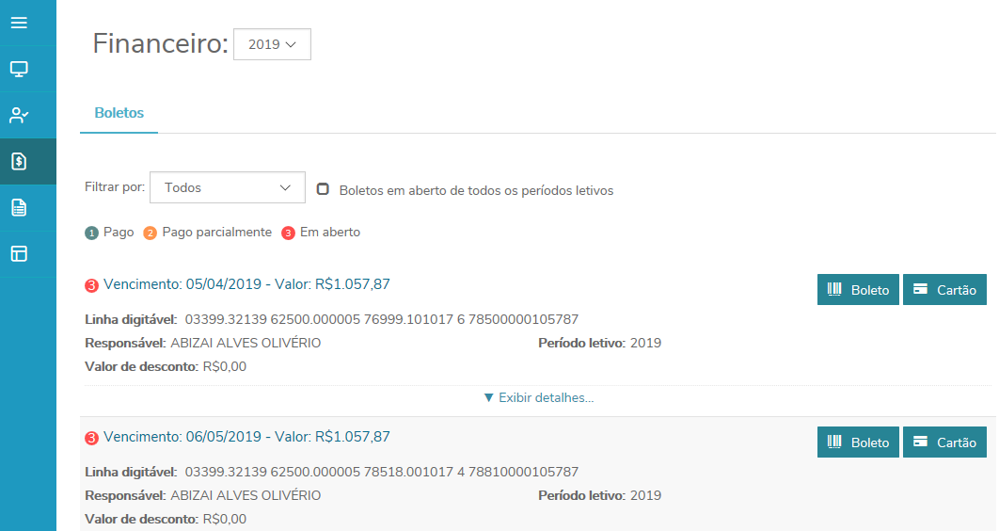 Financeiro: 2019
Boletos
Filtrar por: Todos Boletos em aberto de todos os períodos letivos
1 Pago 2 Pago parcialmente 3 Em aberto
3 Vencimento: 05/04/2019 - Valor: R$1.057,87 Boleto Cartão
Linha digitável: 03399.32139 62500.000005 76999.101017 6 78500000105787
Responsável: ABIZAI ALVES OLIVÉRIO Período letivo: 2019
Valor de desconto: R$0,00
▼ Exibir detalhes...
3 Vencimento: 06/05/2019 - Valor: R$1.057,87 Boleto Cartão
Linha digitável: 03399.32139 62500.000005 78518.001017 4 78810000105787
Responsável: ABIZAI ALVES OLIVÉRIO Período letivo: 2019
Valor de desconto: R$0,00